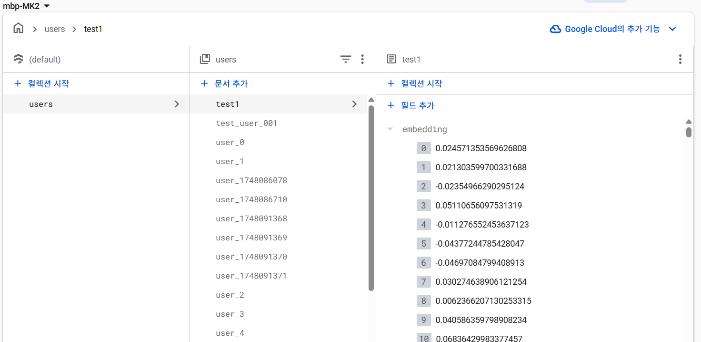 mbp-MK2
users > test1
Google Cloud의 추가 기능
(default)
+ 컬렉션 시작
users
users
+ 문서 추가
test1
test_user_001
user_0
user_1
user_1748086078
user_1748086710
user_1748091368
user_1748091369
user_1748091370
user_1748091371
user_2
user_3
user_4
test1
+ 컬렉션 시작
+ 필드 추가
embedding
0 0.024571353569626808
1 0.021303599700331688
2 -0.02354966290295124
3 0.05110656097531319
4 -0.011276552453637123
5 -0.04377244785428047
6 -0.04697084799408913
7 0.030274638906121254
8 0.0062366207130253315
9 0.040586359798908234
10 0.06836429983377457